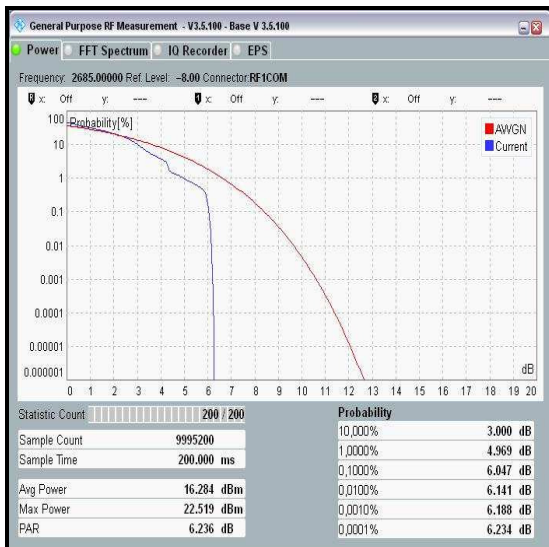 General Purpose RF Measurement - V3.5.100 - Base V 3.5.100
Power FFT Spectrum IQ Recorder EPS
Frequency: 2685.00000 Ref. Level: -8.00 Connector:RF1COM
x: Off y: --- 1 x: Off y: --- 2 x: Off y: ---
Probability[%]
AWGN
Current
100
10
1
0.1
0.01
0.001
0.0001
0.00001
0.000001
dB
0 1 2 3 4 5 6 7 8 9 10 11 12 13 14 15 16 17 18 19 20
Statistic Count 200 / 200
Sample Count 9995200
Sample Time 200.000 ms
Avg Power 16.284 dBm
Max Power 22.519 dBm
PAR 6.236 dB
Probability
10,000% 3.000 dB
1,0000% 4.969 dB
0,1000% 6.047 dB
0,0100% 6.141 dB
0,0010% 6.188 dB
0,0001% 6.234 dB